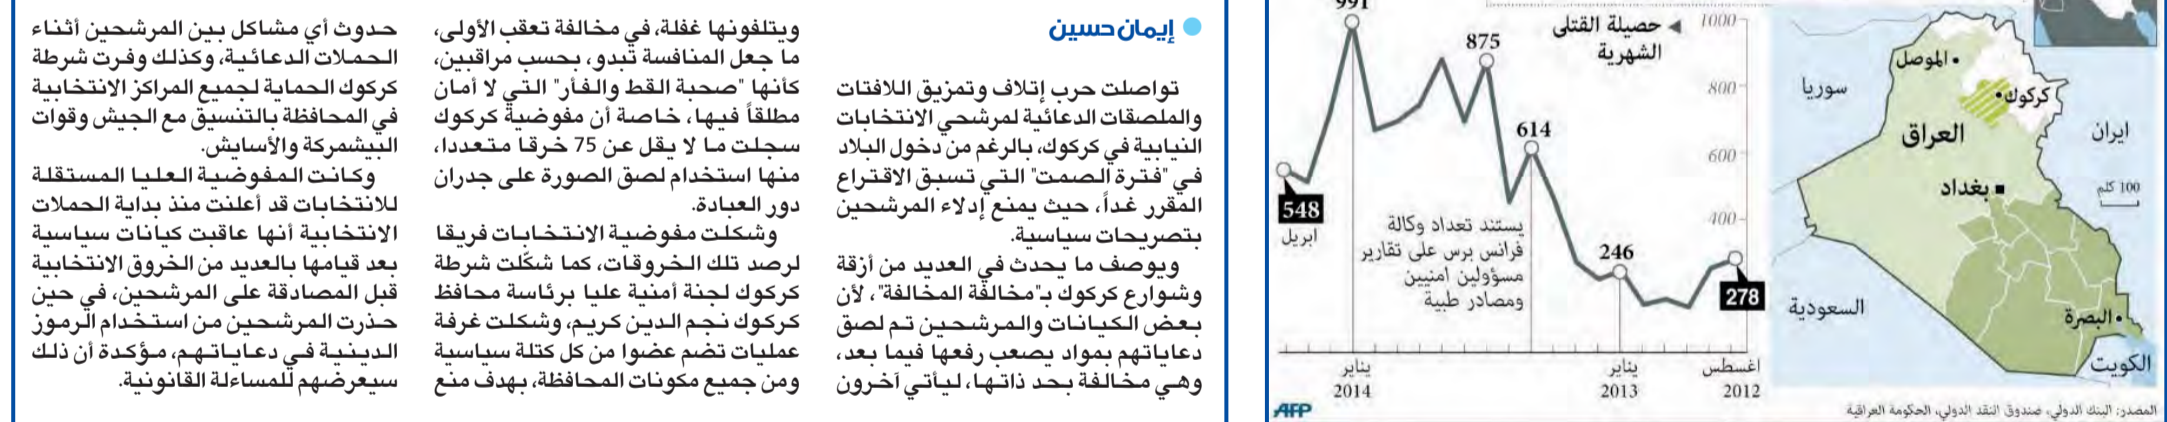 إيمان حسين
تواصلت حرب إتلاف وتمزيق اللافتات
والملصقات الدعائية لمرشحي الانتخابات
النيابية في كركوك، بالرغم من دخول البلاد
في "فترة الصمت" التي تسبق الاقتراع
المقرر غداً، حيث يمنع إدلاء المرشحين
بتصريحات سياسية.
ويوصف ما يحدث في العديد من أزقة
وشوارع كركوك بـ"مخالفة المخالفة"، لأن
بعض الكيانات والمرشحين تم لصق
دعاياتهم بمواد يصعب رفعها فيما بعد،
وهي مخالفة بحد ذاتها، ليأتي آخرون
ويتلفونها غفلة، في مخالفة تعقب الأولى،
ما جعل المنافسة تبدو، بحسب مراقبين،
كأنها "صحبة القط والفأر" التي لا أمان
مطلقاً فيها، خاصة أن مفوضية كركوك
سجلت ما لا يقل عن 75 خرقا متعددا،
منها استخدام لصق الصورة على جدران
دور العبادة.
وشكلت مفوضية الانتخابات فريقا
لرصد تلك الخروقات، كما شكّلت شرطة
كركوك لجنة أمنية عليا برئاسة محافظ
كركوك نجم الدين كريم، وشكلت غرفة
عمليات تضم عضوا من كل كتلة سياسية
ومن جميع مكونات المحافظة، بهدف منع
حدوث أي مشاكل بين المرشحين أثناء
الحملات الدعائية، وكذلك وفرت شرطة
كركوك الحماية لجميع المراكز الانتخابية
في المحافظة بالتنسيق مع الجيش وقوات
البيشمركة والأسايش.
وكانت المفوضية العليا المستقلة
للانتخابات قد أعلنت منذ بداية الحملات
الانتخابية أنها عاقبت كيانات سياسية
بعد قيامها بالعديد من الخروق الانتخابية
قبل المصادقة على المرشحين، في حين
حذرت المرشحين من استخدام الرموز
الدينية في دعاياتهم، مؤكدة أن ذلك
سيعرضهم للمساءلة القانونية.
حصيلة القتلى
الشهرية
1000
800
600
400
991
875
614
548
ابريل
246
278
يستند تعداد وكالة
فرانس برس على تقارير
مسؤولين امنيين
ومصادر طبية
اغسطس
2012
يناير
2013
يناير
2014
AFP
الموصل
كركوك
سوريا
ايران
العراق
بغداد
100 كلم
السعودية
البصرة
الكويت
المصدر: البنك الدولي، صندوق النقد الدولي، الحكومة العراقية